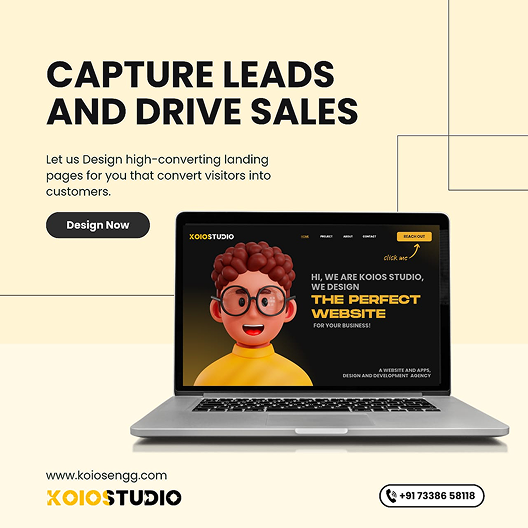 CAPTURE LEADS
AND DRIVE SALES
Let us Design high-converting landing
pages for you that convert visitors into
customers.
Design Now
KOIOSTUDIO
HOME PROJECT ABOUT CONTACT
REACH OUT
click me
HI, WE ARE KOIOS STUDIO,
WE DESIGN
THE PERFECT
WEBSITE
FOR YOUR BUSINESS!
A WEBSITE AND APPS,
DESIGN AND DEVELOPMENT AGENCY
www.koiosengg.com
KOIOSTUDIO
+91 73386 58118